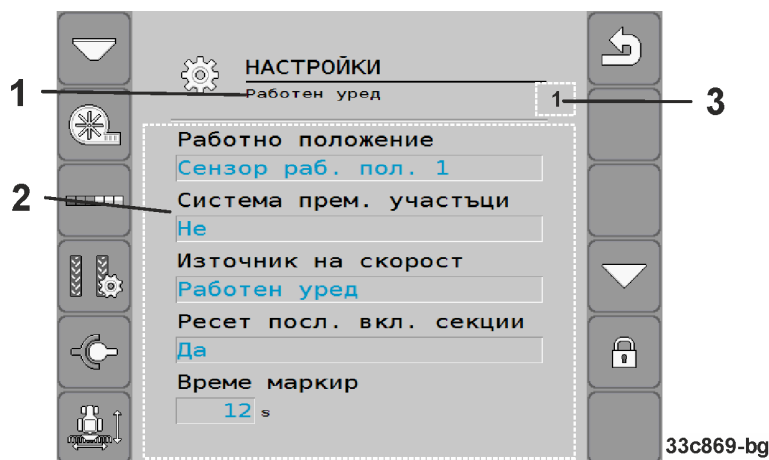 НАСТРОЙКИ
1
Работен уред
1
3
Работно положение
Сензор раб. пол. 1
2
Система прем. участъци
Не
Източник на скорост
Работен уред
Ресет посл. вкл. секции
Да
Време маркир
12 s
33c869-bg